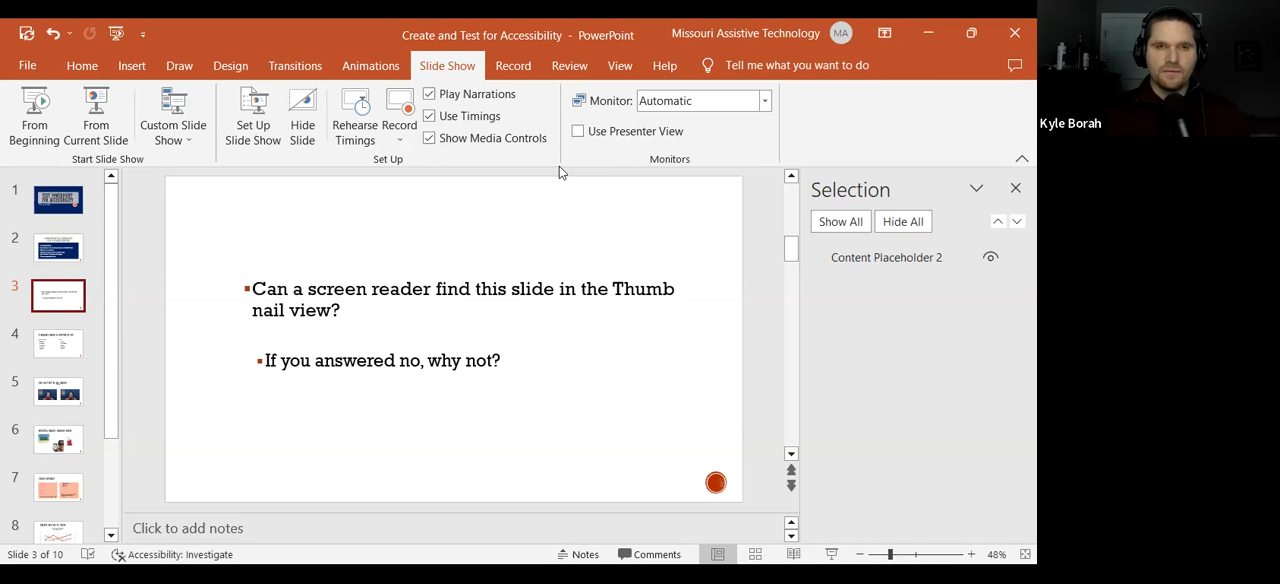 Create and Test for Accessibility - PowerPoint
Missouri Assistive Technology
MA
File Home Insert Draw Design Transitions Animations Slide Show Record Review View Help Tell me what you want to do
From Beginning
From Current Slide
Custom Slide Show
Start Slide Show
Set Up Slide Show
Hide Slide
Rehearse Timings
Record
Play Narrations
Use Timings
Show Media Controls
Set Up
Monitor: Automatic
Use Presenter View
Monitors
Kyle Borah
1
2
3
4
5
6
7
8
Can a screen reader find this slide in the Thumb
nail view?
If you answered no, why not?
Selection
Show All Hide All
Content Placeholder 2
Click to add notes
Slide 3 of 10 Accessibility: Investigate Notes Comments 48%